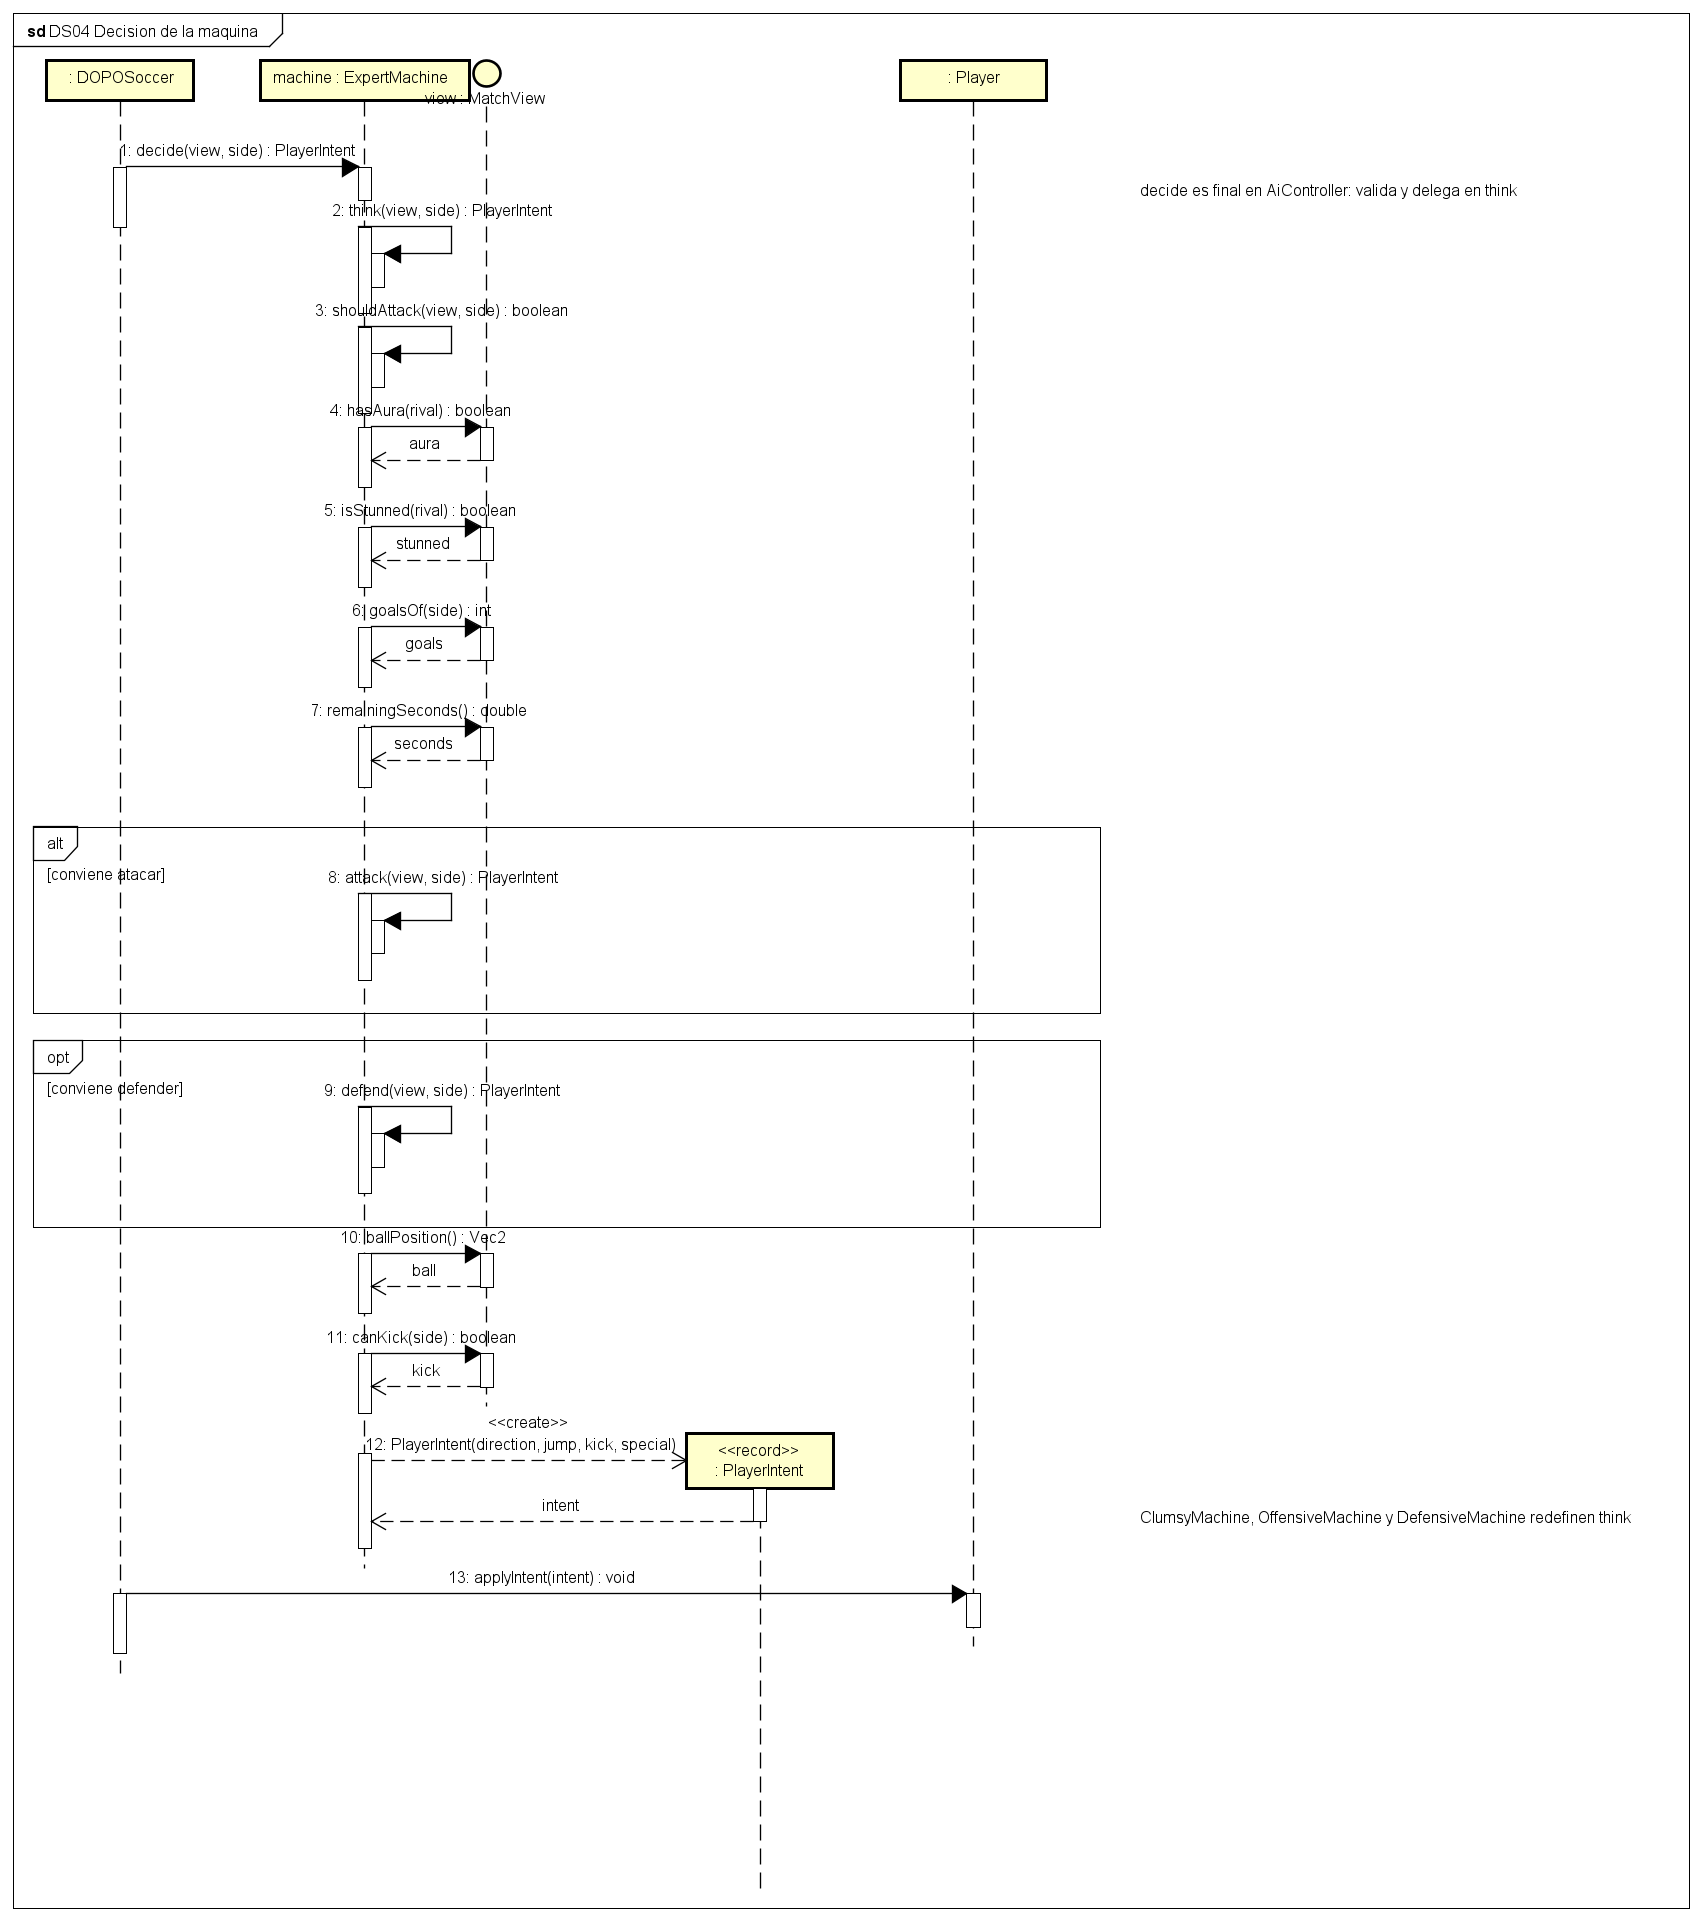 sd DS04 Decision de la maquina
: DOPOSoccer
machine : ExpertMachine
view : MatchView
: Player
1: decide(view, side) : PlayerIntent
decide es final en AiController: valida y delega en think
2: think(view, side) : PlayerIntent
3: shouldAttack(view, side) : boolean
4: hasAura(rival) : boolean
aura
5: isStunned(rival) : boolean
stunned
6: goalsOf(side) : int
goals
7: remainingSeconds() : double
seconds
alt
[conviene atacar]
8: attack(view, side) : PlayerIntent
opt
[conviene defender]
9: defend(view, side) : PlayerIntent
10: ballPosition() : Vec2
ball
11: canKick(side) : boolean
kick
<<create>>
12: PlayerIntent(direction, jump, kick, special)
<<record>>
: PlayerIntent
intent
ClumsyMachine, OffensiveMachine y DefensiveMachine redefinen think
13: applyIntent(intent) : void